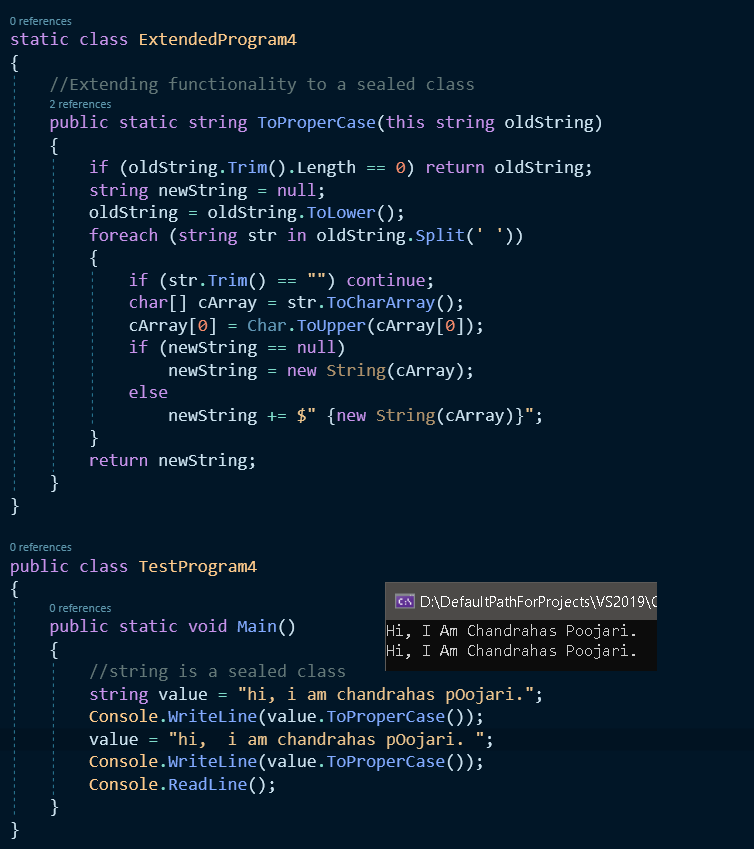 0 references
static class ExtendedProgram4
{
//Extending functionality to a sealed class
2 references
public static string ToProperCase(this string oldString)
{
if (oldString.Trim().Length == 0) return oldString;
string newString = null;
oldString = oldString.ToLower();
foreach (string str in oldString.Split(' '))
{
if (str.Trim() == "") continue;
char[] cArray = str.ToCharArray();
cArray[0] = Char.ToUpper(cArray[0]);
if (newString == null)
newString = new String(cArray);
else
newString += $" {new String(cArray)}";
}
return newString;
}
}
0 references
public class TestProgram4
{
0 references
public static void Main()
{
//string is a sealed class
string value = "hi, i am chandrahas pOojari.";
Console.WriteLine(value.ToProperCase());
value = "hi,  i am chandrahas pOojari. ";
Console.WriteLine(value.ToProperCase());
Console.ReadLine();
}
}
D:\DefaultPathForProjects\VS2019\
Hi, I Am Chandrahas Poojari.
Hi, I Am Chandrahas Poojari.